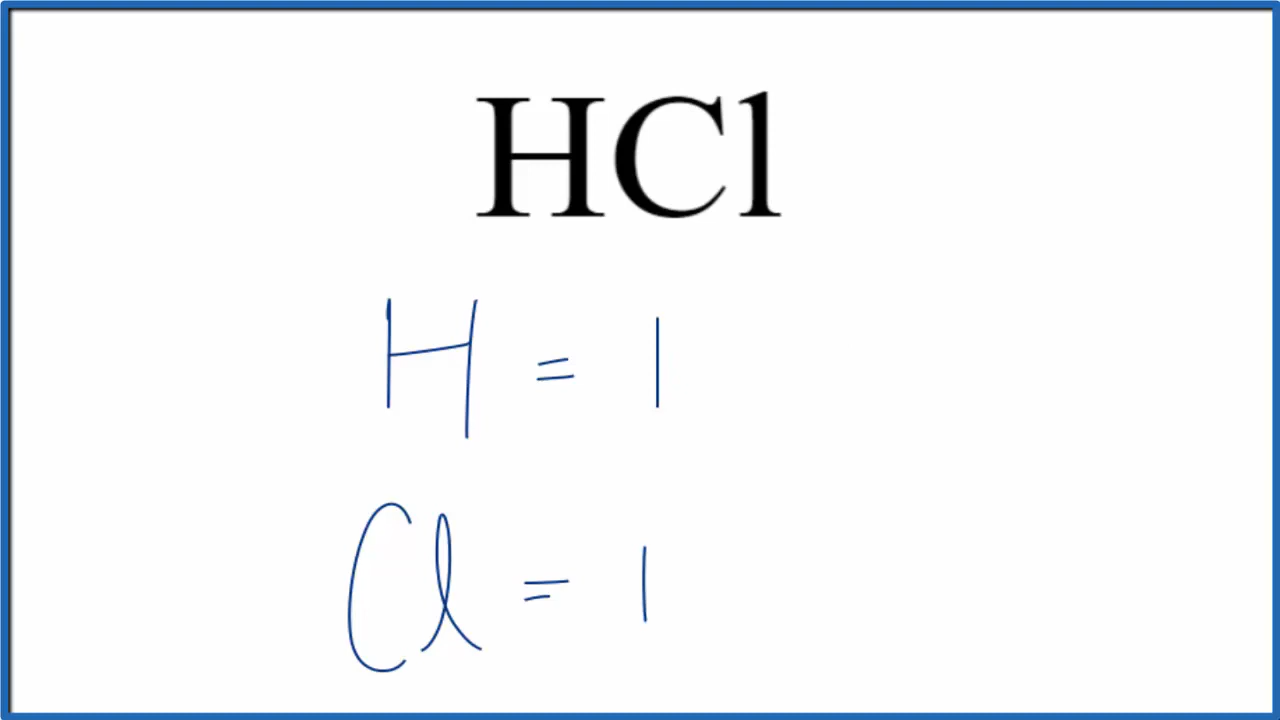 HCl
H = 1
Cl = 1